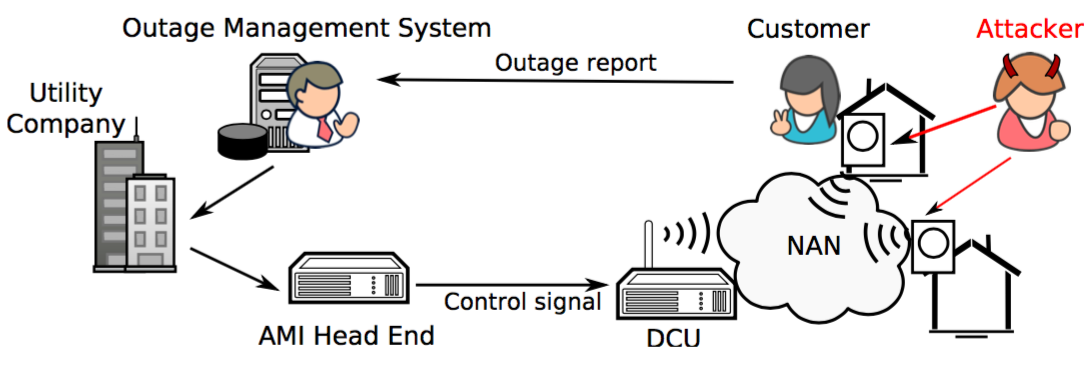 Outage Management System
Customer
Attacker
Outage report
Utility
Company
NAN
Control signal
AMI Head End
DCU